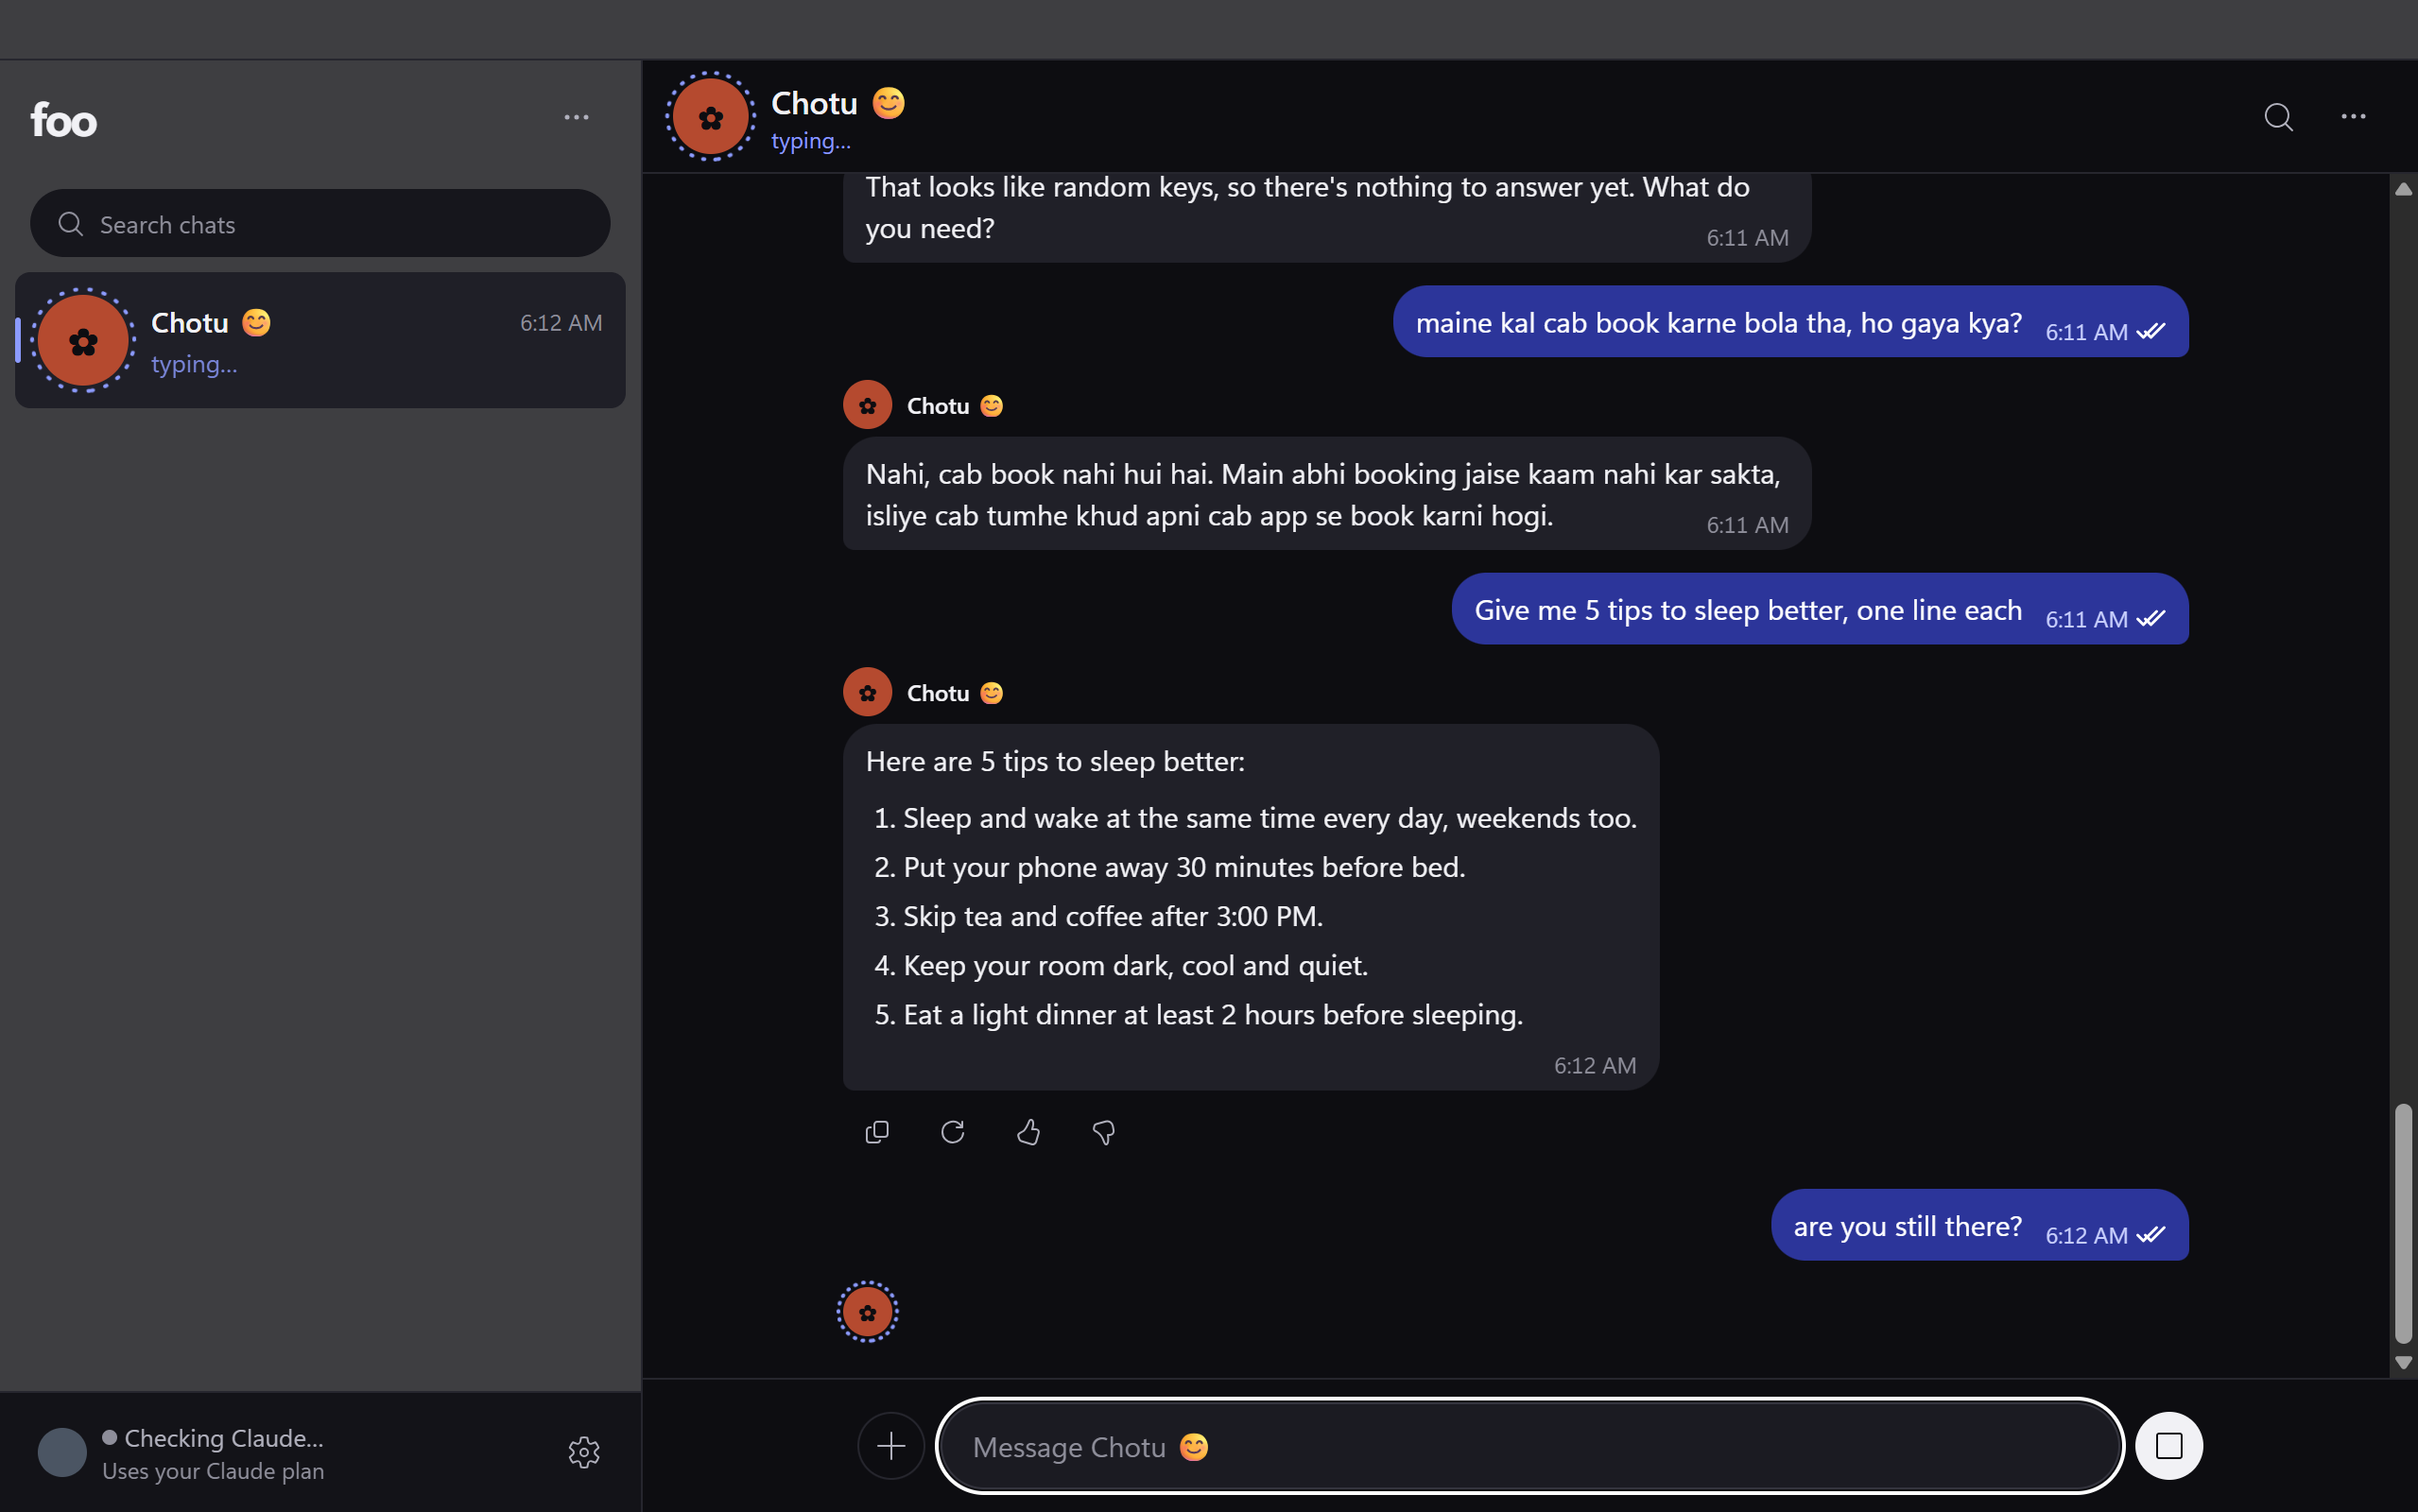 foo
Search chats
Chotu 😊
6:12 AM
typing...
Checking Claude...
Uses your Claude plan
Chotu 😊
typing...
That looks like random keys, so there's nothing to answer yet. What do
you need?
6:11 AM
maine kal cab book karne bola tha, ho gaya kya?
6:11 AM
Chotu 😊
Nahi, cab book nahi hui hai. Main abhi booking jaise kaam nahi kar sakta,
isliye cab tumhe khud apni cab app se book karni hogi.
6:11 AM
Give me 5 tips to sleep better, one line each
6:11 AM
Chotu 😊
Here are 5 tips to sleep better:
1. Sleep and wake at the same time every day, weekends too.
2. Put your phone away 30 minutes before bed.
3. Skip tea and coffee after 3:00 PM.
4. Keep your room dark, cool and quiet.
5. Eat a light dinner at least 2 hours before sleeping.
6:12 AM
are you still there?
6:12 AM
Message Chotu 😊